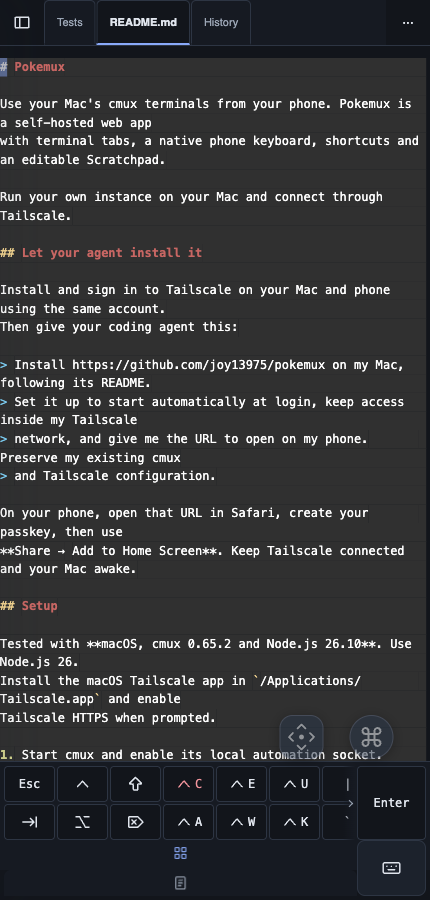 Tests
README.md
History
...
# Pokemux
Use your Mac's cmux terminals from your phone. Pokemux is
a self-hosted web app
with terminal tabs, a native phone keyboard, shortcuts and
an editable Scratchpad.
Run your own instance on your Mac and connect through
Tailscale.
## Let your agent install it
Install and sign in to Tailscale on your Mac and phone
using the same account.
Then give your coding agent this:
> Install https://github.com/joy13975/pokemux on my Mac,
following its README.
> Set it up to start automatically at login, keep access
inside my Tailscale
> network, and give me the URL to open on my phone.
Preserve my existing cmux
> and Tailscale configuration.
On your phone, open that URL in Safari, create your
passkey, then use
**Share → Add to Home Screen**. Keep Tailscale connected
and your Mac awake.
## Setup
Tested with **macOS, cmux 0.65.2 and Node.js 26.10**. Use
Node.js 26.
Install the macOS Tailscale app in `/Applications/
Tailscale.app` and enable
Tailscale HTTPS when prompted.
1. Start cmux and enable its local automation socket.
Esc ^ ⇧ ^C ^E ^U |
⇥ ⌥ ⌦ ^A ^W ^K `
Enter